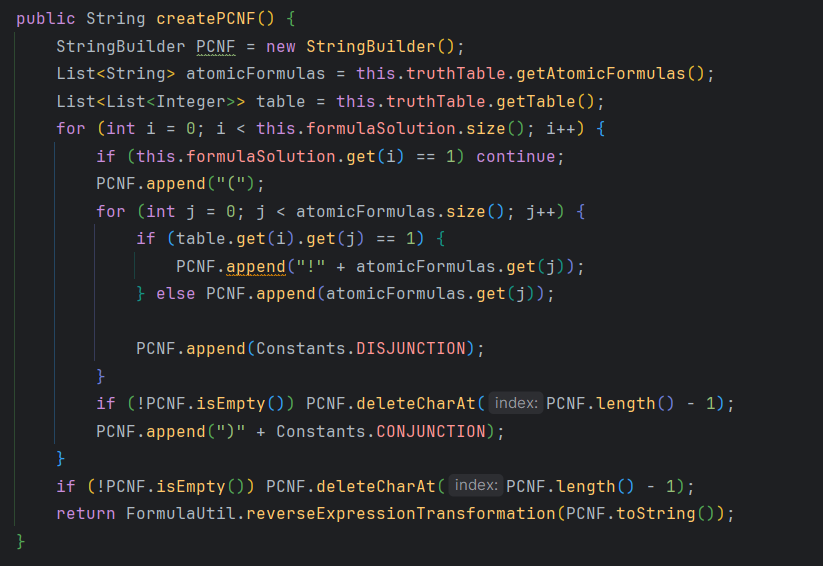 public String createPCNF() {
    StringBuilder PCNF = new StringBuilder();
    List<String> atomicFormulas = this.truthTable.getAtomicFormulas();
    List<List<Integer>> table = this.truthTable.getTable();
    for (int i = 0; i < this.formulaSolution.size(); i++) {
        if (this.formulaSolution.get(i) == 1) continue;
        PCNF.append("(");
        for (int j = 0; j < atomicFormulas.size(); j++) {
            if (table.get(i).get(j) == 1) {
                PCNF.append("!" + atomicFormulas.get(j));
            } else PCNF.append(atomicFormulas.get(j));

            PCNF.append(Constants.DISJUNCTION);
        }
        if (!PCNF.isEmpty()) PCNF.deleteCharAt( index: PCNF.length() - 1);
        PCNF.append(")" + Constants.CONJUNCTION);
    }
    if (!PCNF.isEmpty()) PCNF.deleteCharAt( index: PCNF.length() - 1);
    return FormulaUtil.reverseExpressionTransformation(PCNF.toString());
}